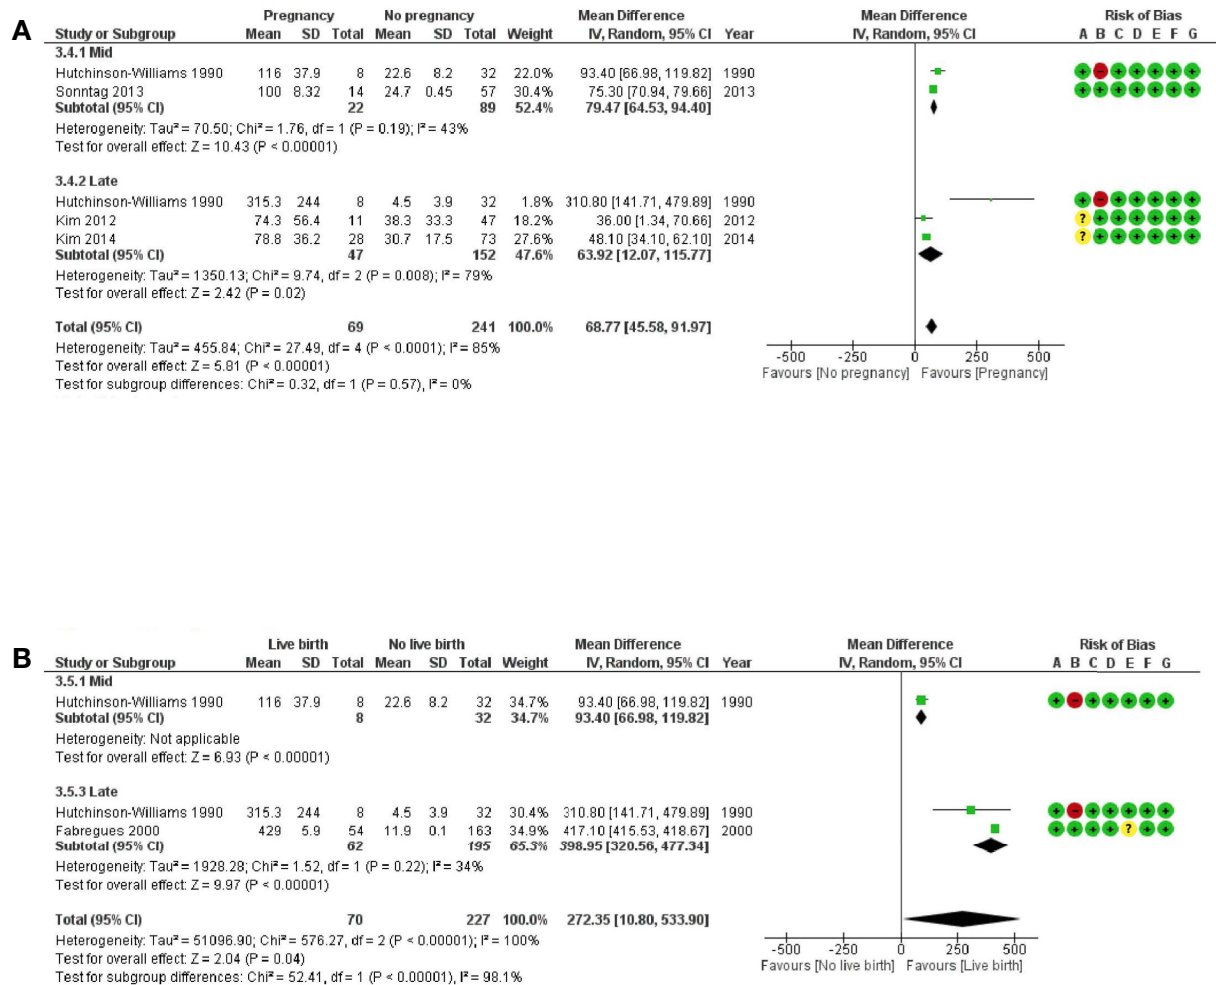 A
Pregnancy No pregnancy Mean Difference Mean Difference Risk of Bias
Study or Subgroup Mean SD Total Mean SD Total Weight IV, Random, 95% CI Year IV, Random, 95% CI A B C D E F G
3.4.1 Mid
Hutchinson-Williams 1990 116 37.9 8 22.6 8.2 32 22.0% 93.40 [66.98, 119.82] 1990 + - + + + + +
Sonntag 2013 100 8.32 14 24.7 0.45 57 30.4% 75.30 [70.94, 79.66] 2013 + + + + + + +
Subtotal (95% CI) 22 89 52.4% 79.47 [64.53, 94.40]
Heterogeneity: Tau² = 70.50; Chi² = 1.76, df = 1 (P = 0.19); I² = 43%
Test for overall effect: Z = 10.43 (P < 0.00001)
3.4.2 Late
Hutchinson-Williams 1990 315.3 244 8 4.5 3.9 32 1.8% 310.80 [141.71, 479.89] 1990 + - + + + + +
Kim 2012 74.3 56.4 11 38.3 33.3 47 18.2% 36.00 [1.34, 70.66] 2012 ? + + + + + +
Kim 2014 78.8 36.2 28 30.7 17.5 73 27.6% 48.10 [34.10, 62.10] 2014 ? + + + + + +
Subtotal (95% CI) 47 152 47.6% 63.92 [12.07, 115.77]
Heterogeneity: Tau² = 1350.13; Chi² = 9.74, df = 2 (P = 0.008); I² = 79%
Test for overall effect: Z = 2.42 (P = 0.02)
Total (95% CI) 69 241 100.0% 68.77 [45.58, 91.97]
Heterogeneity: Tau² = 455.84; Chi² = 27.49, df = 4 (P < 0.0001); I² = 85%
Test for overall effect: Z = 5.81 (P < 0.00001)
Test for subgroup differences: Chi² = 0.32, df = 1 (P = 0.57), I² = 0%
-500 -250 0 250 500
Favours [No pregnancy] Favours [Pregnancy]
B
Live birth No live birth Mean Difference Mean Difference Risk of Bias
Study or Subgroup Mean SD Total Mean SD Total Weight IV, Random, 95% CI Year IV, Random, 95% CI A B C D E F G
3.5.1 Mid
Hutchinson-Williams 1990 116 37.9 8 22.6 8.2 32 34.7% 93.40 [66.98, 119.82] 1990 + - + + + + +
Subtotal (95% CI) 8 32 34.7% 93.40 [66.98, 119.82]
Heterogeneity: Not applicable
Test for overall effect: Z = 6.93 (P < 0.00001)
3.5.3 Late
Hutchinson-Williams 1990 315.3 244 8 4.5 3.9 32 30.4% 310.80 [141.71, 479.89] 1990 + - + + + + +
Fabregues 2000 429 5.9 54 11.9 0.1 163 34.9% 417.10 [415.53, 418.67] 2000 + + + + ? + +
Subtotal (95% CI) 62 195 65.3% 398.95 [320.56, 477.34]
Heterogeneity: Tau² = 1928.28; Chi² = 1.52, df = 1 (P = 0.22); I² = 34%
Test for overall effect: Z = 9.97 (P < 0.00001)
Total (95% CI) 70 227 100.0% 272.35 [10.80, 533.90]
Heterogeneity: Tau² = 51096.90; Chi² = 576.27, df = 2 (P < 0.00001); I² = 100%
Test for overall effect: Z = 2.04 (P = 0.04)
Test for subgroup differences: Chi² = 52.41, df = 1 (P < 0.00001), I² = 98.1%
-500 -250 0 250 500
Favours [No live birth] Favours [Live birth]